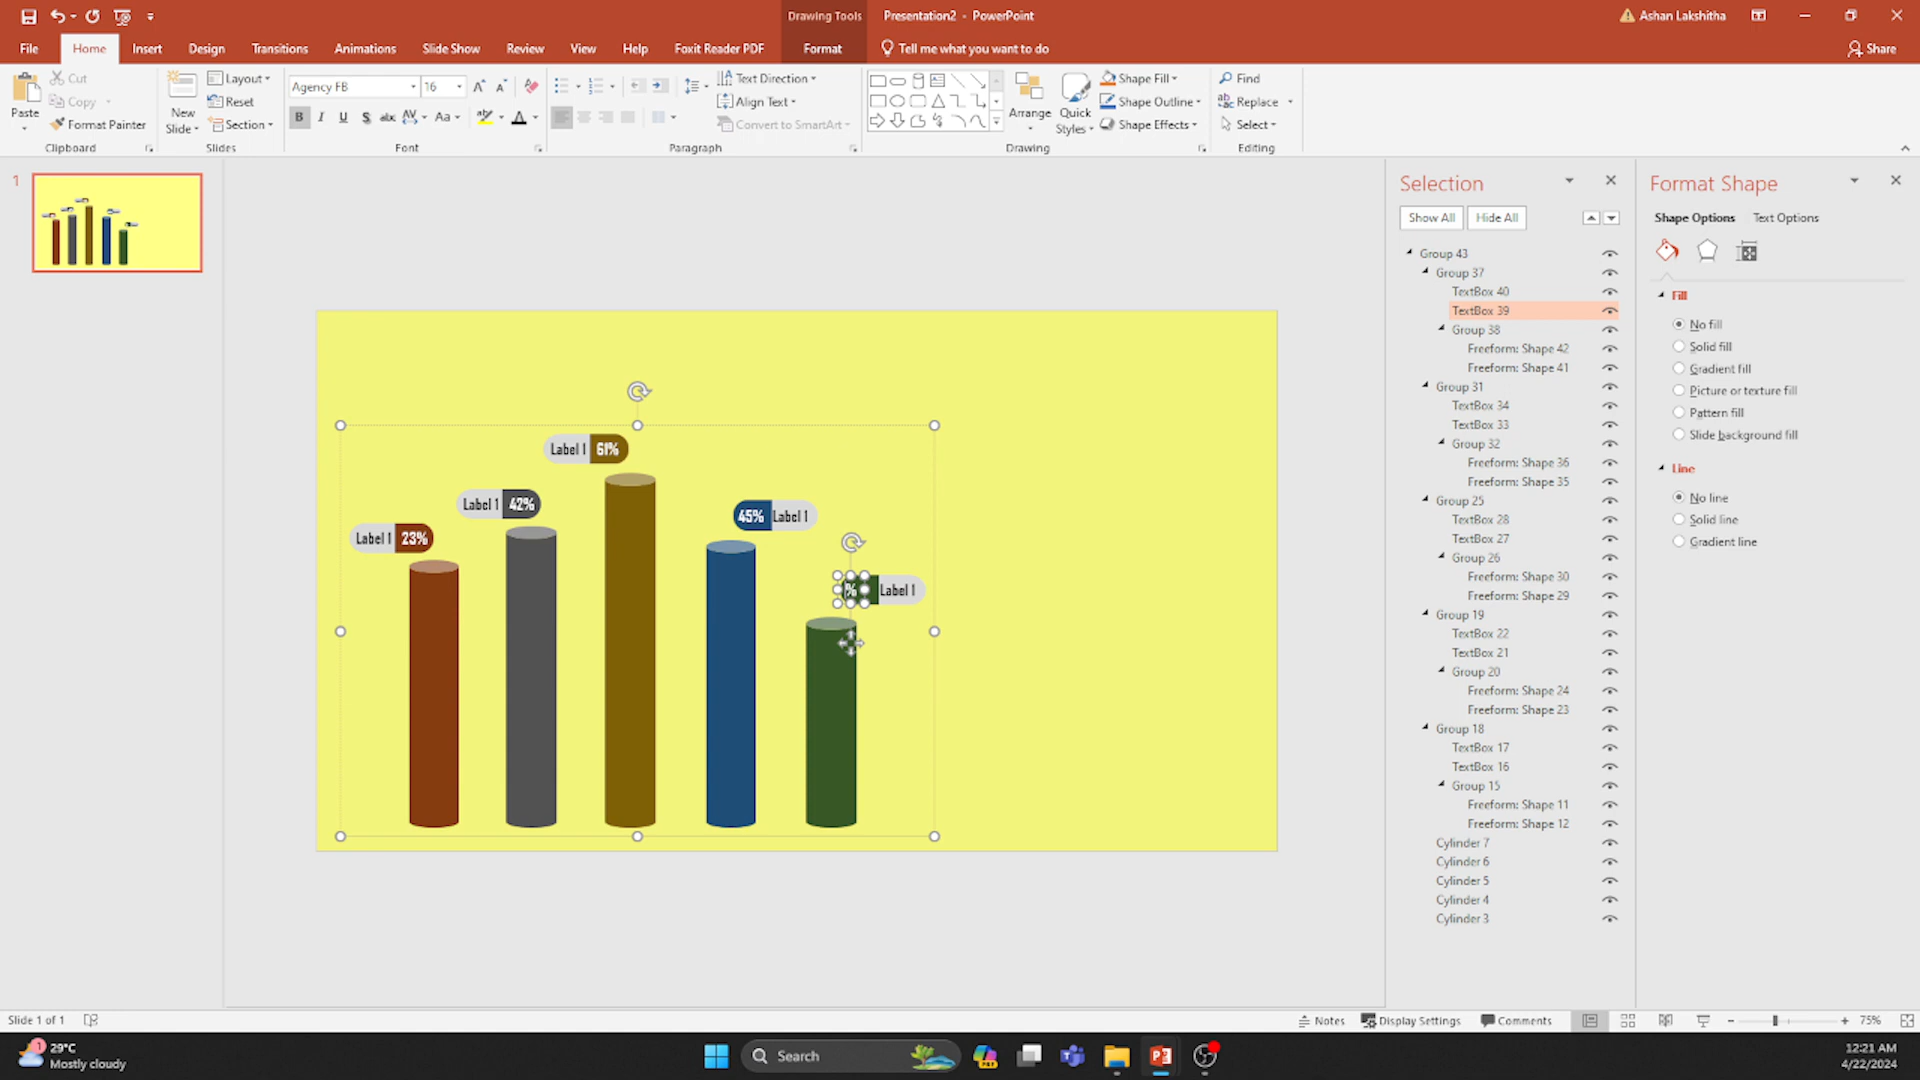 Drawing Tools
Presentation2 - PowerPoint
Ashan Lakshitha
File
Home
Insert
Design
Transitions
Animations
Slide Show
Review
View
Help
Foxit Reader PDF
Format
Tell me what you want to do
Share
Paste
Cut
Copy
Format Painter
Clipboard
New
Slide
Layout
Reset
Section
Slides
Agency FB
16
B I U S abc AV Aa A
Font
Text Direction
Align Text
Convert to SmartArt
Paragraph
Arrange
Quick
Styles
Shape Fill
Shape Outline
Shape Effects
Drawing
Find
Replace
Select
Editing
1
Label 1 61%
Label 1 42%
45% Label 1
Label 1 23%
% Label 1
Selection
Show All
Hide All
Group 43
Group 37
TextBox 40
TextBox 39
Group 38
Freeform: Shape 42
Freeform: Shape 41
Group 31
TextBox 34
TextBox 33
Group 32
Freeform: Shape 36
Freeform: Shape 35
Group 25
TextBox 28
TextBox 27
Group 26
Freeform: Shape 30
Freeform: Shape 29
Group 19
TextBox 22
TextBox 21
Group 20
Freeform: Shape 24
Freeform: Shape 23
Group 18
TextBox 17
TextBox 16
Group 15
Freeform: Shape 11
Freeform: Shape 12
Cylinder 7
Cylinder 6
Cylinder 5
Cylinder 4
Cylinder 3
Format Shape
Shape Options
Text Options
Fill
No fill
Solid fill
Gradient fill
Picture or texture fill
Pattern fill
Slide background fill
Line
No line
Solid line
Gradient line
Slide 1 of 1
Notes
Display Settings
Comments
75%
29°C
Mostly cloudy
Search
12:21 AM
4/22/2024